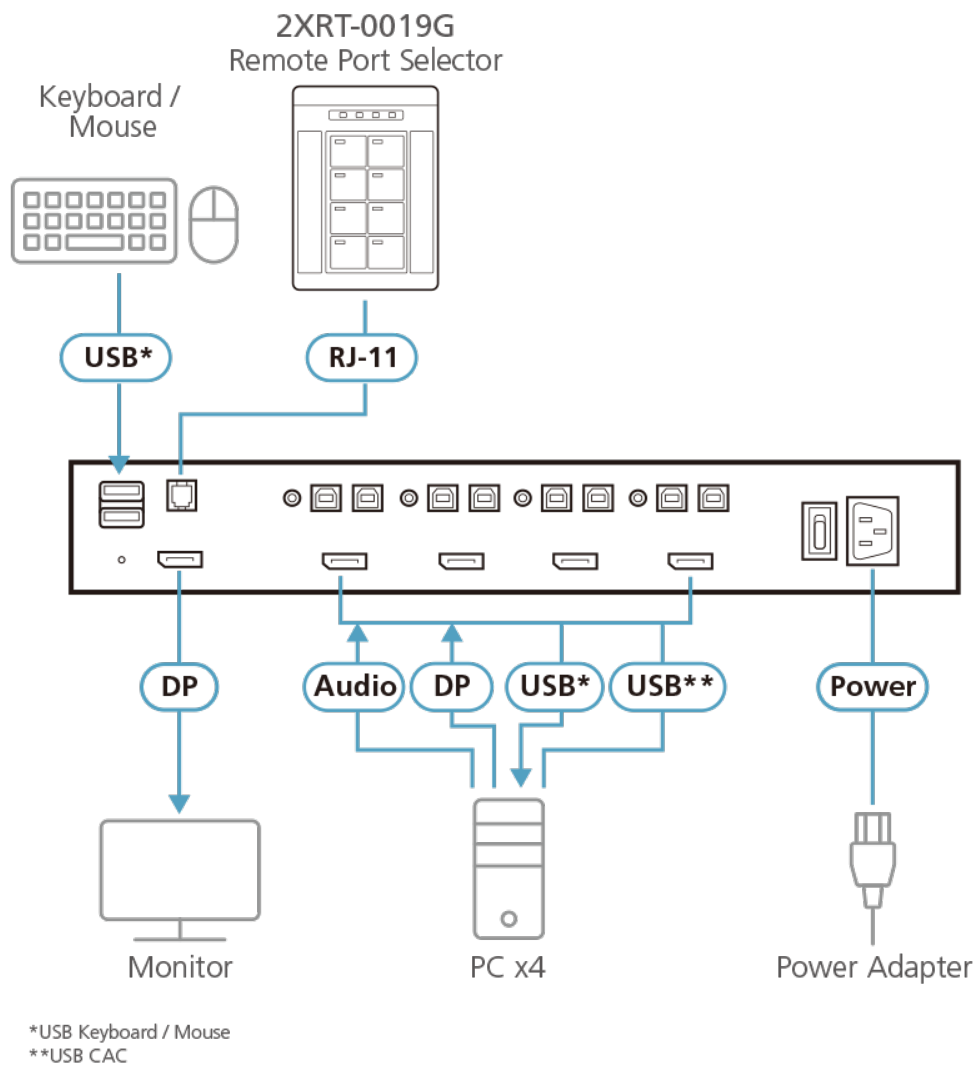 2XRT-0019G
Remote Port Selector
Keyboard /
Mouse
USB*
RJ-11
DP
Audio
DP
USB*
USB**
Power
Monitor
PC x4
Power Adapter
*USB Keyboard / Mouse
**USB CAC